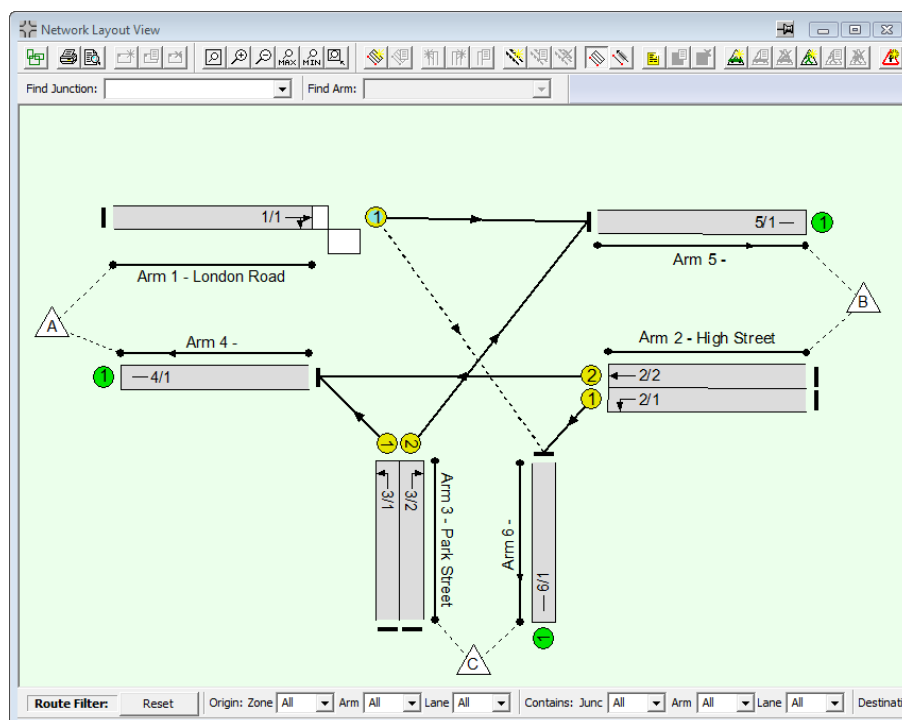 Network Layout View
MAX MIN
Find Junction: Find Arm:
1/1 1 5/1 1
Arm 1 - London Road Arm 5 -
A B
Arm 4 - Arm 2 - High Street
1 4/1 2 2/2
1 2/1
1 2
3/1 3/2 Arm 3 - Park Street Arm 6 - 6/1
1
C
Route Filter: Reset Origin: Zone All Arm All Lane All Contains: Junc All Arm All Lane All Destinati